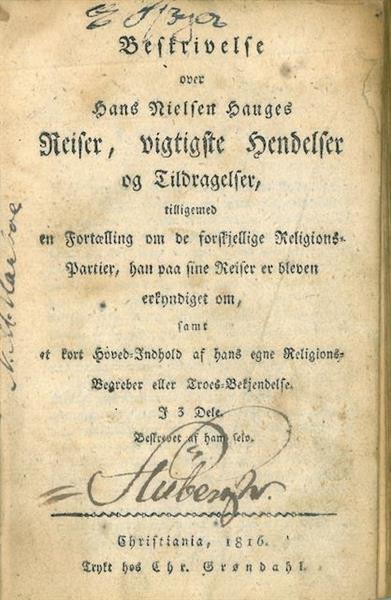 Beskrivelse
over
Hans Nielsen Hauges
Reiser, vigtigste Hendelser
og Tildragelser,
tilligemed
en Fortælling om de forskjellige Religions-
Partier, han paa sine Reiser er bleven
erkyndiget om,
samt
et kort Hoved-Indhold af hans egne Religions-
Begreber eller Troes-Bekjendelse.
I 3 Dele.
Beskrevet af ham selv.
Christiania, 1816.
Trykt hos Chr. Grøndahl.